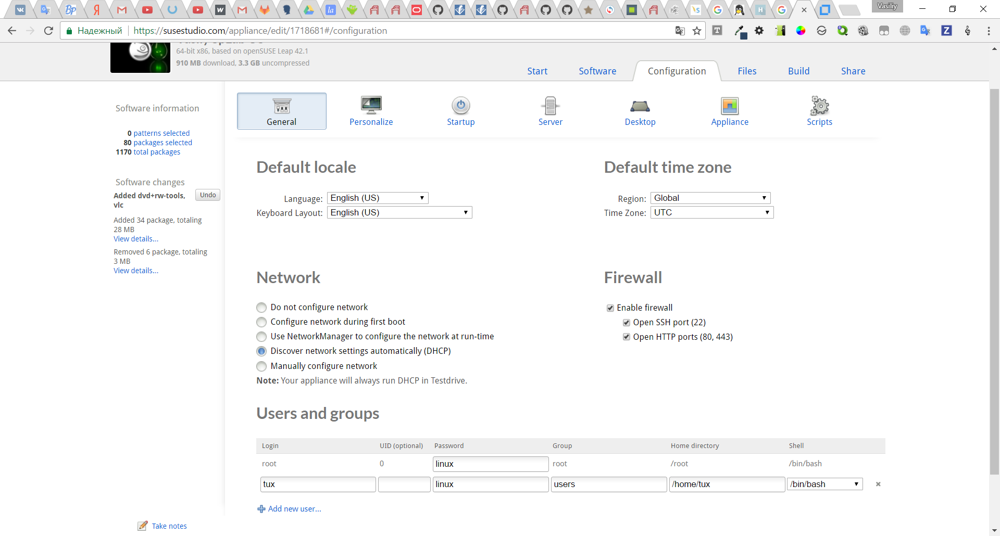 Vasiliy
Надежный
https://susestudio.com/appliance/edit/1718681#/configuration
64-bit x86, based on openSUSE Leap 42.1
910 MB download, 3.3 GB uncompressed
Start
Software
Configuration
Files
Build
Share
General
Personalize
Startup
Server
Desktop
Appliance
Scripts
Software information
0 patterns selected
80 packages selected
1170 total packages
Software changes
Added dvd+rw-tools,
vlc
Undo
Added 34 package, totaling
28 MB
View details...
Removed 6 package, totaling
3 MB
View details...
Default locale
Language: English (US)
Keyboard Layout: English (US)
Default time zone
Region: Global
Time Zone: UTC
Network
Do not configure network
Configure network during first boot
Use NetworkManager to configure the network at run-time
Discover network settings automatically (DHCP)
Manually configure network
Note: Your appliance will always run DHCP in Testdrive.
Firewall
Enable firewall
Open SSH port (22)
Open HTTP ports (80, 443)
Users and groups
Login UID (optional) Password Group Home directory Shell
root 0 linux root /root /bin/bash
tux linux users /home/tux /bin/bash
Add new user...
Take notes